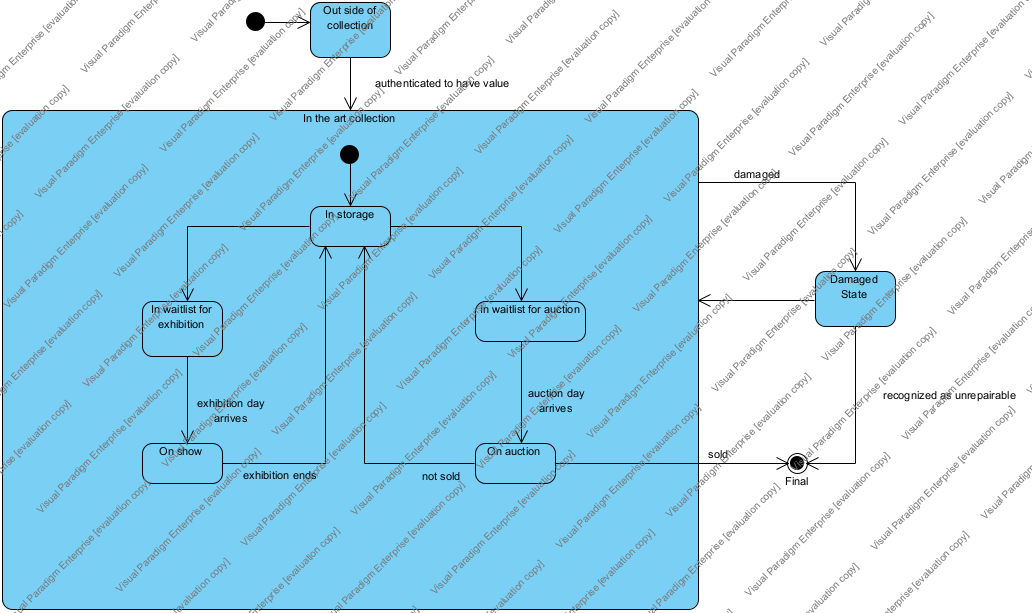 Out side of
collection
authenticated to have value
In the art collection
damaged
In storage
Damaged
State
In waitlist for
exhibition
In waitlist for auction
exhibition day
arrives
auction day
arrives
recognized as unrepairable
On show
On auction
exhibition ends
not sold
sold
Final
Visual Paradigm Enterprise [evaluation copy]